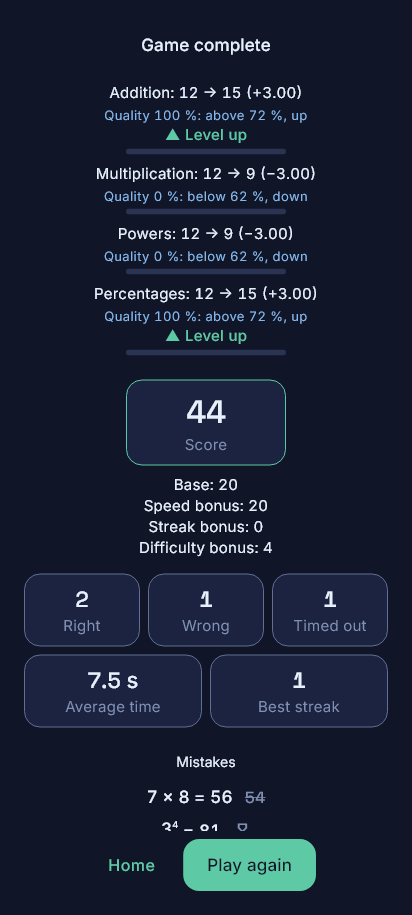 Game complete
Addition: 12 → 15 (+3.00)
Quality 100 %: above 72 %, up
▲ Level up
Multiplication: 12 → 9 (−3.00)
Quality 0 %: below 62 %, down
Powers: 12 → 9 (−3.00)
Quality 0 %: below 62 %, down
Percentages: 12 → 15 (+3.00)
Quality 100 %: above 72 %, up
▲ Level up
44
Score
Base: 20
Speed bonus: 20
Streak bonus: 0
Difficulty bonus: 4
2
Right
1
Wrong
1
Timed out
7.5 s
Average time
1
Best streak
Mistakes
7 × 8 = 56 54
3⁴ = 81
Home
Play again